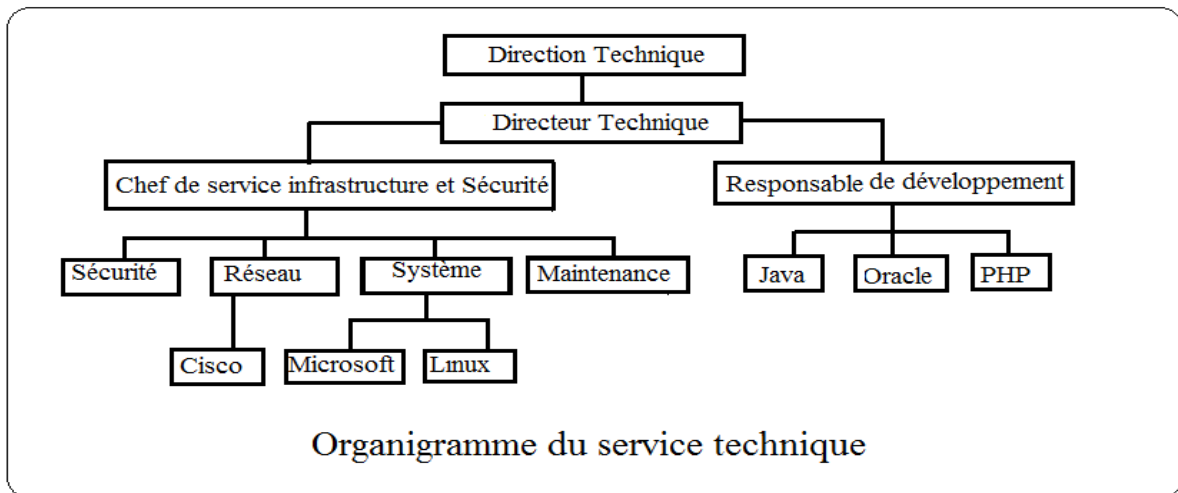 Direction Technique
Directeur Technique
Chef de service infrastructure et Sécurité
Responsable de développement
Sécurité
Réseau
Système
Maintenance
Java
Oracle
PHP
Cisco
Microsoft
Linux
Organigramme du service technique